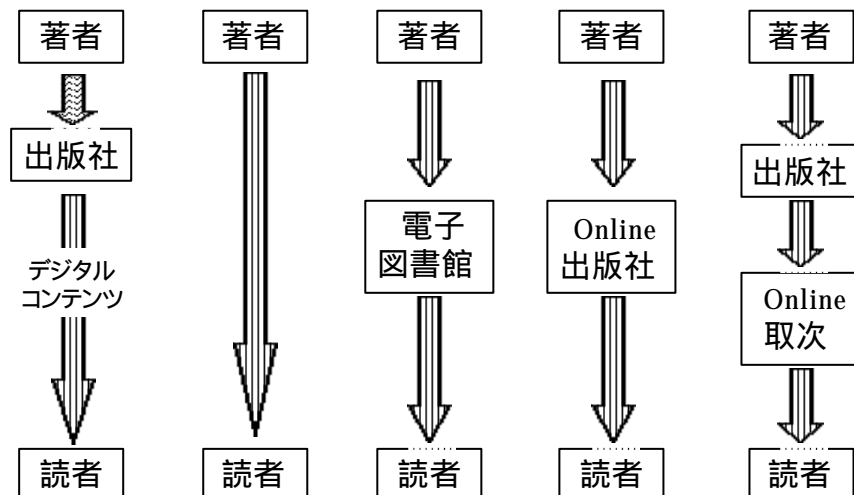 著者
著者
著者
著者
著者
出版社
出版社
電子
図書館
Online
出版社
デジタル
コンテンツ
Online
取次
読者
読者
読者
読者
読者